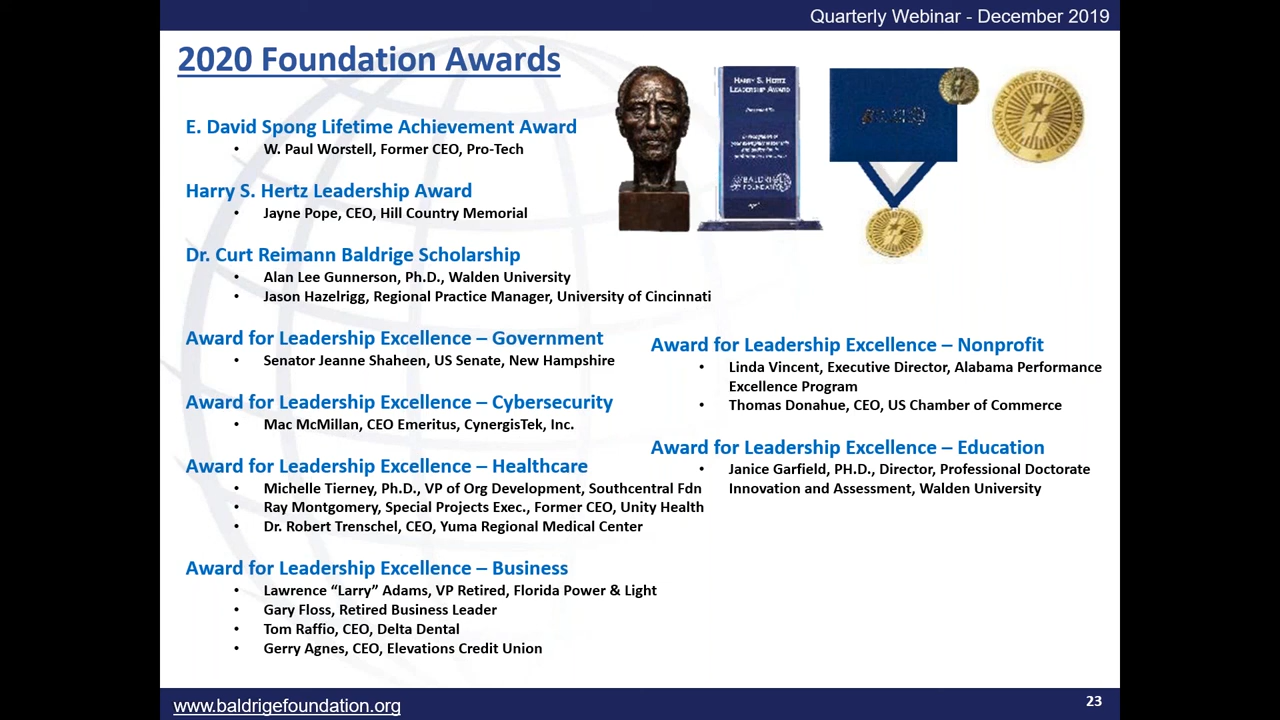 Quarterly Webinar - December 2019
2020 Foundation Awards
HARRY S. HERTZ
LEADERSHIP AWARD
BALDRIGE
FOUNDATION
E. David Spong Lifetime Achievement Award
• W. Paul Worstell, Former CEO, Pro-Tech
Harry S. Hertz Leadership Award
• Jayne Pope, CEO, Hill Country Memorial
Dr. Curt Reimann Baldrige Scholarship
• Alan Lee Gunnerson, Ph.D., Walden University
• Jason Hazelrigg, Regional Practice Manager, University of Cincinnati
Award for Leadership Excellence – Government
• Senator Jeanne Shaheen, US Senate, New Hampshire
Award for Leadership Excellence – Cybersecurity
• Mac McMillan, CEO Emeritus, CynergisTek, Inc.
Award for Leadership Excellence – Healthcare
• Michelle Tierney, Ph.D., VP of Org Development, Southcentral Fdn
• Ray Montgomery, Special Projects Exec., Former CEO, Unity Health
• Dr. Robert Trenschel, CEO, Yuma Regional Medical Center
Award for Leadership Excellence – Business
• Lawrence “Larry” Adams, VP Retired, Florida Power & Light
• Gary Floss, Retired Business Leader
• Tom Raffio, CEO, Delta Dental
• Gerry Agnes, CEO, Elevations Credit Union
Award for Leadership Excellence – Nonprofit
• Linda Vincent, Executive Director, Alabama Performance
Excellence Program
• Thomas Donahue, CEO, US Chamber of Commerce
Award for Leadership Excellence – Education
• Janice Garfield, PH.D., Director, Professional Doctorate
Innovation and Assessment, Walden University
www.baldrigefoundation.org
23